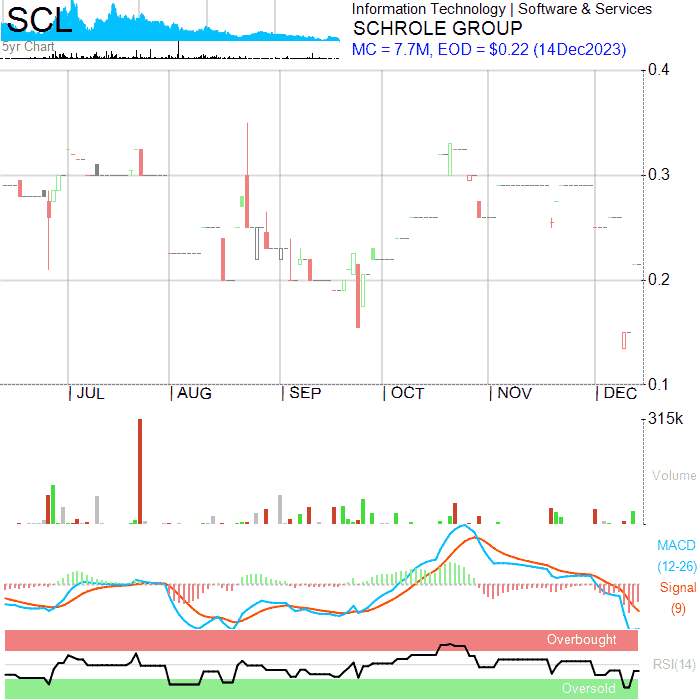 SCL
5yr Chart
Information Technology | Software & Services
SCHROLE GROUP
MC = 7.7M, EOD = $0.22 (14Dec2023)
0.4
0.3
0.2
0.1
JUL
AUG
SEP
OCT
NOV
DEC
315k
Volume
MACD
(12-26)
Signal
(9)
Overbought
RSI(14)
Oversold